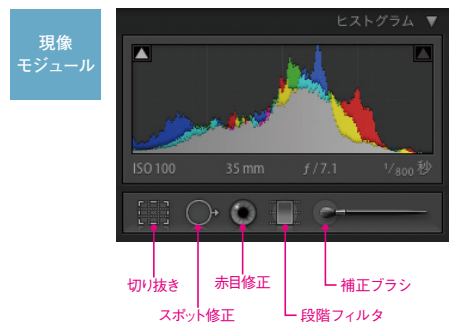 現像
モジュール
ヒストグラム ▼
ISO 100 35 mm ƒ / 7.1 1/800 秒
切り抜き 赤目修正 補正ブラシ
スポット修正 段階フィルタ